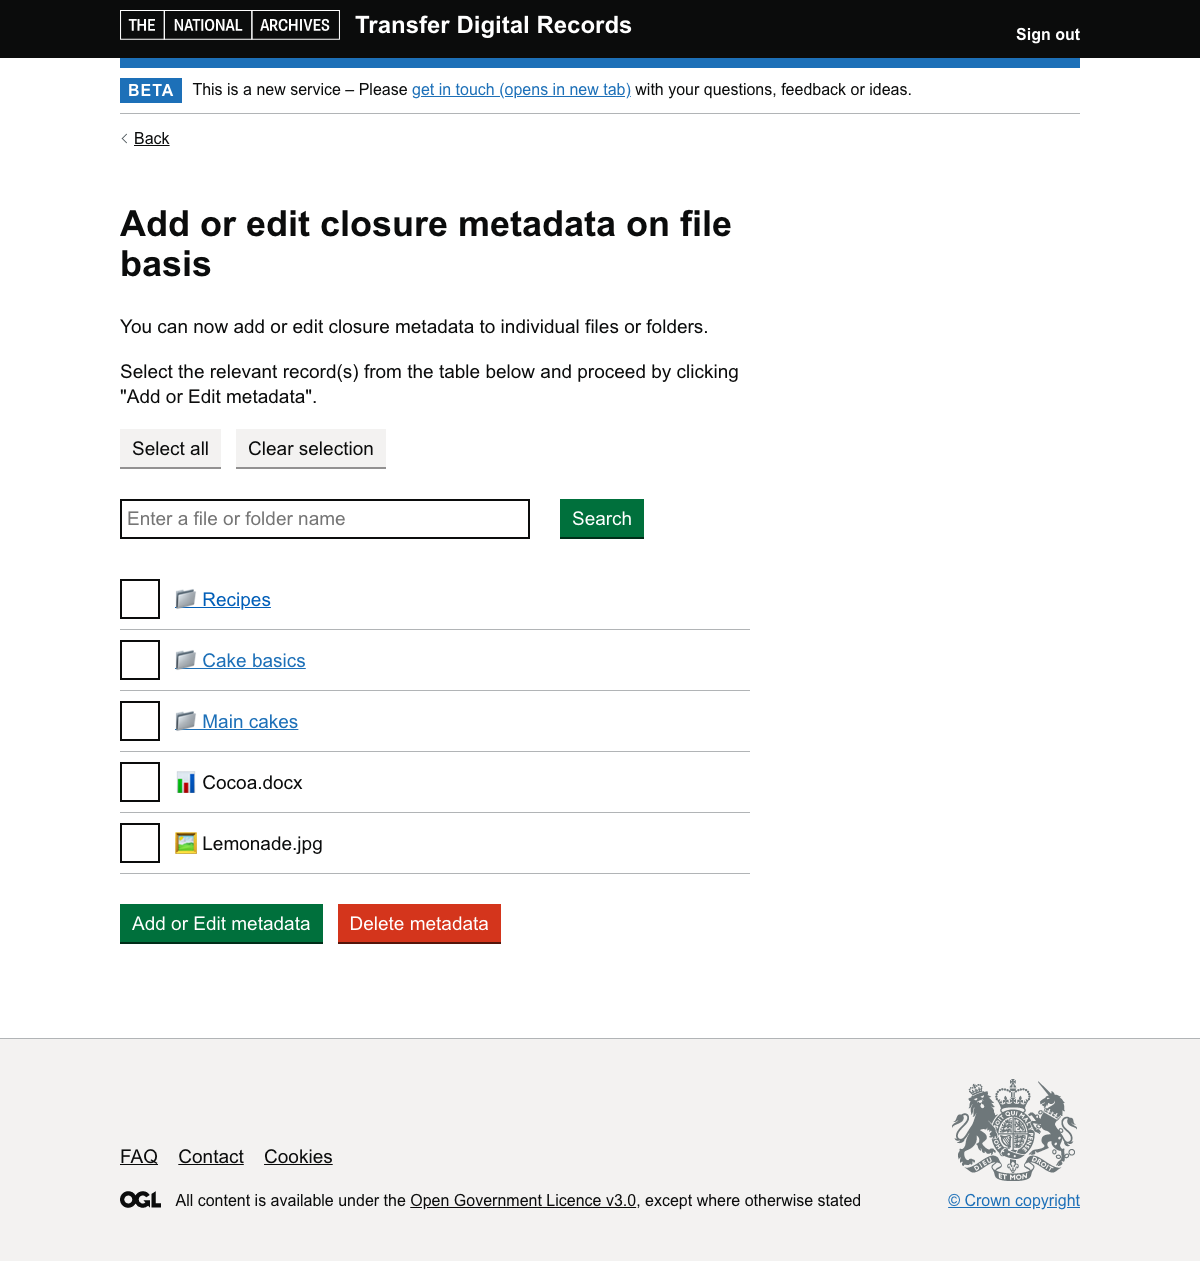 THE NATIONAL ARCHIVES Transfer Digital Records
Sign out
BETA This is a new service – Please get in touch (opens in new tab) with your questions, feedback or ideas.
Back
Add or edit closure metadata on file
basis
You can now add or edit closure metadata to individual files or folders.
Select the relevant record(s) from the table below and proceed by clicking
"Add or Edit metadata".
Select all Clear selection
Enter a file or folder name Search
Recipes
Cake basics
Main cakes
Cocoa.docx
Lemonade.jpg
Add or Edit metadata Delete metadata
FAQ Contact Cookies
DIEU ET MON DROIT
OGL All content is available under the Open Government Licence v3.0, except where otherwise stated
© Crown copyright